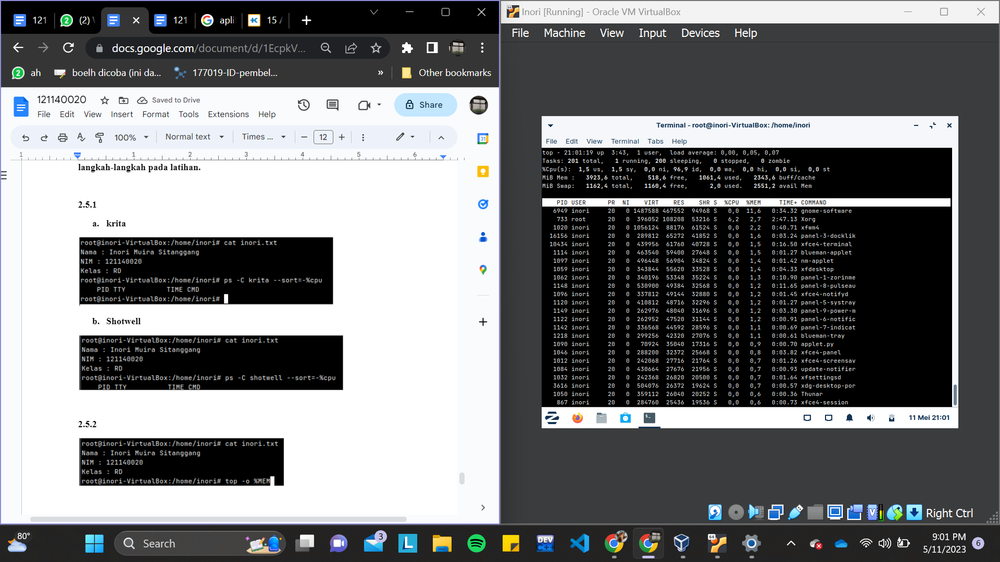 121
(2) \
121
apli
15 /
docs.google.com/document/d/1EcpkV...
ah
boelh dicoba (ini da...
177019-ID-pembel...
»
Other bookmarks
121140020
Saved to Drive
Share
File Edit View Insert Format Tools Extensions Help
100%
Normal text
Times ...
12
1 1 2 3 4 5 6
langkah-langkah pada latihan.
2.5.1
a. krita
root@inori-VirtualBox:/home/inori# cat inori.txt
Nama : Inori Muira Sitanggang
NIM : 121140020
Kelas : RD
root@inori-VirtualBox:/home/inori# ps -C krita --sort=-%cpu
PID TTY TIME CMD
root@inori-VirtualBox:/home/inori#
b. Shotwell
root@inori-VirtualBox:/home/inori# cat inori.txt
Nama : Inori Muira Sitanggang
NIM : 121140020
Kelas : RD
root@inori-VirtualBox:/home/inori# ps -C shotwell --sort=-%cpu
PID TTY TIME CMD
2.5.2
root@inori-VirtualBox:/home/inori# cat inori.txt
Nama : Inori Muira Sitanggang
NIM : 121140020
Kelas : RD
root@inori-VirtualBox:/home/inori# top -o %MEM
31
Inori [Running] - Oracle VM VirtualBox
File Machine View Input Devices Help
Terminal - root@inori-VirtualBox: /home/inori
File Edit View Terminal Tabs Help
top - 21:01:19 up 3:43, 1 user, load average: 0,00, 0,05, 0,07
Tasks: 201 total, 1 running, 200 sleeping, 0 stopped, 0 zombie
%Cpu(s): 1,5 us, 1,5 sy, 0,0 ni, 96,9 id, 0,0 wa, 0,0 hi, 0,0 si, 0,0 st
MiB Mem : 3923,6 total, 518,6 free, 1061,4 used, 2343,6 buff/cache
MiB Swap: 1162,4 total, 1160,4 free, 2,0 used. 2551,2 avail Mem
PID USER PR NI VIRT RES SHR S %CPU %MEM TIME+ COMMAND
6949 inori 20 0 1487588 467552 94968 S 0,0 11,6 0:34.32 gnome-software
733 root 20 0 396052 108208 53216 S 6,2 2,7 2:47.13 Xorg
1020 inori 20 0 1056124 88176 61524 S 0,0 2,2 0:40.71 xfwm4
16156 inori 20 0 289812 65272 41852 S 0,0 1,6 0:03.24 panel-3-docklik
10434 inori 20 0 439956 61760 40728 S 0,0 1,5 0:16.50 xfce4-terminal
1114 inori 20 0 463540 59400 27648 S 0,0 1,5 0:01.27 blueman-applet
1097 inori 20 0 496448 56904 34824 S 0,0 1,4 0:01.42 nm-applet
1059 inori 20 0 343844 55620 33528 S 0,0 1,4 0:04.33 xfdesktop
1062 inori 20 0 340196 53348 35224 S 0,0 1,3 0:10.90 panel-1-zorinme
1148 inori 20 0 530900 49384 32568 S 0,0 1,2 0:11.65 panel-8-pulseau
1096 inori 20 0 337812 49144 32880 S 0,0 1,2 0:01.45 xfce4-notifyd
1120 inori 20 0 410812 48716 32296 S 0,0 1,2 0:01.27 panel-5-systray
1149 inori 20 0 262976 48040 31696 S 0,0 1,2 0:03.30 panel-9-power-m
1122 inori 20 0 262952 47520 31144 S 0,0 1,2 0:00.91 panel-6-notific
1142 inori 20 0 336568 44592 28596 S 0,0 1,1 0:00.69 panel-7-indicat
1218 inori 20 0 299256 42320 27076 S 0,0 1,1 0:00.61 blueman-tray
1090 inori 20 0 70924 35040 17316 S 0,0 0,9 0:00.70 applet.py
1046 inori 20 0 288200 32372 25668 S 0,0 0,8 0:03.82 xfce4-panel
1012 inori 20 0 242068 27716 21764 S 0,0 0,7 0:01.26 xfce4-screensav
1084 inori 20 0 430664 27676 21956 S 0,0 0,7 0:00.93 update-notifier
1032 inori 20 0 242368 26820 20500 S 0,0 0,7 0:01.64 xfsettingsd
3616 inori 20 0 504076 26372 19624 S 0,0 0,7 0:00.57 xdg-desktop-por
1050 inori 20 0 359112 26040 20252 S 0,0 0,6 0:00.36 Thunar
867 inori 20 0 284760 25436 19536 S 0,0 0,6 0:00.73 xfce4-session
11 Mei 21:01
Right Ctrl
80°
Search
3
L
DEV C++
64
9:01 PM
5/11/2023
6